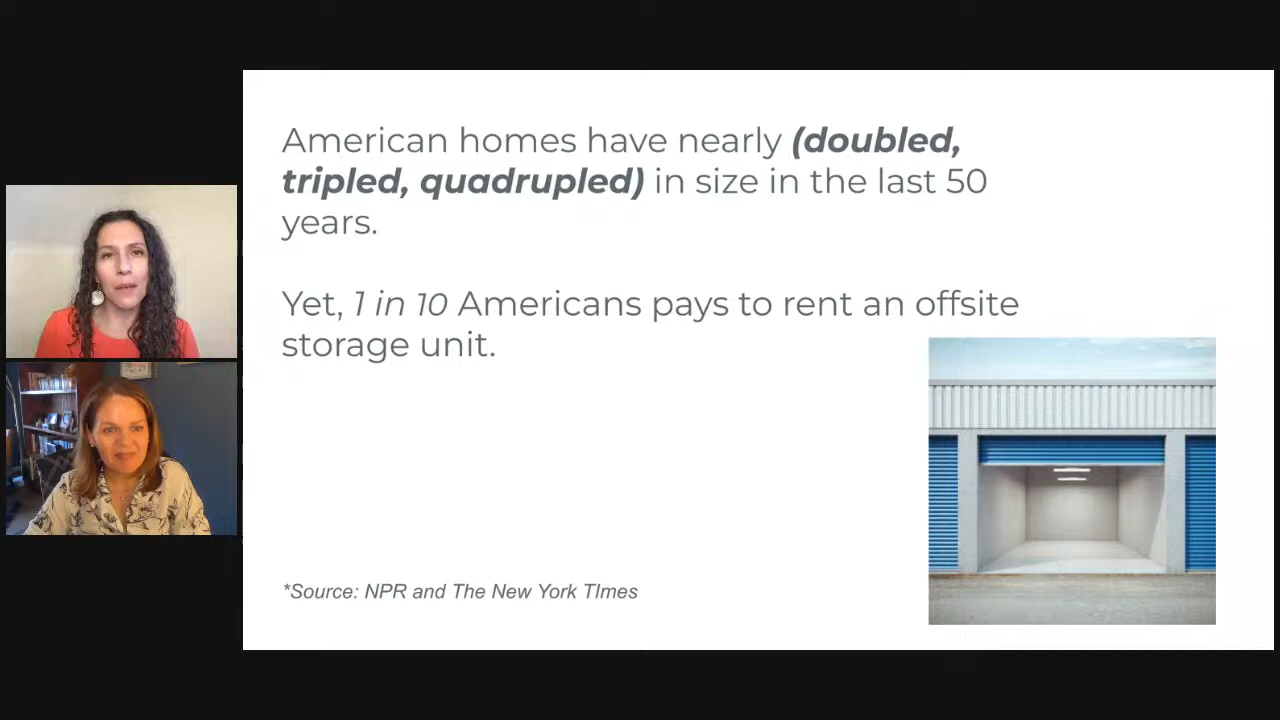 American homes have nearly (doubled,
tripled, quadrupled) in size in the last 50
years.
Yet, 1 in 10 Americans pays to rent an offsite
storage unit.
*Source: NPR and The New York TImes